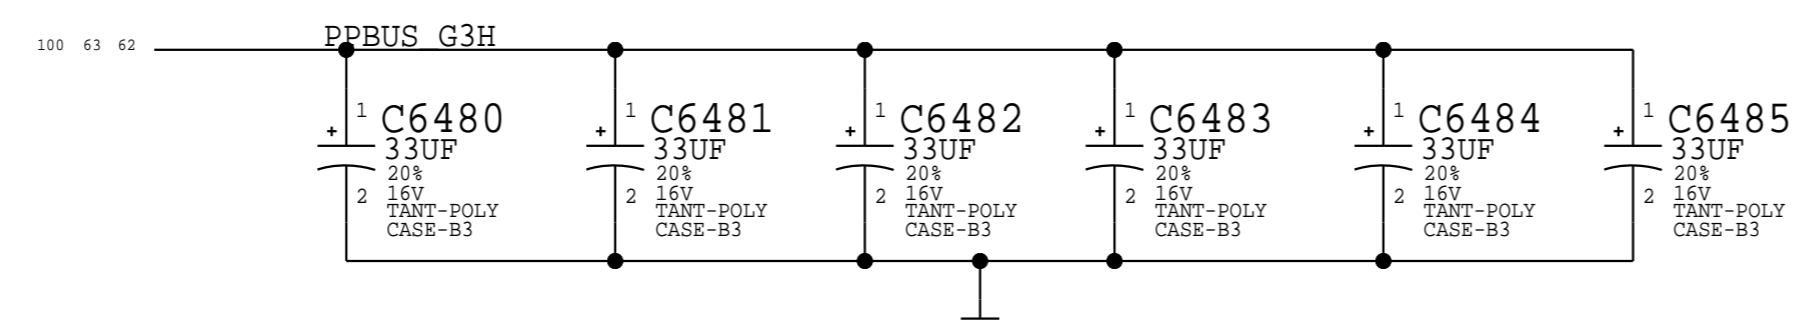 PPBUS_G3H
100 63 62
1 C6480
+ 33UF
20%
2 16V
TANT-POLY
CASE-B3
1 C6481
+ 33UF
20%
2 16V
TANT-POLY
CASE-B3
1 C6482
+ 33UF
20%
2 16V
TANT-POLY
CASE-B3
1 C6483
+ 33UF
20%
2 16V
TANT-POLY
CASE-B3
1 C6484
+ 33UF
20%
2 16V
TANT-POLY
CASE-B3
1 C6485
+ 33UF
20%
2 16V
TANT-POLY
CASE-B3